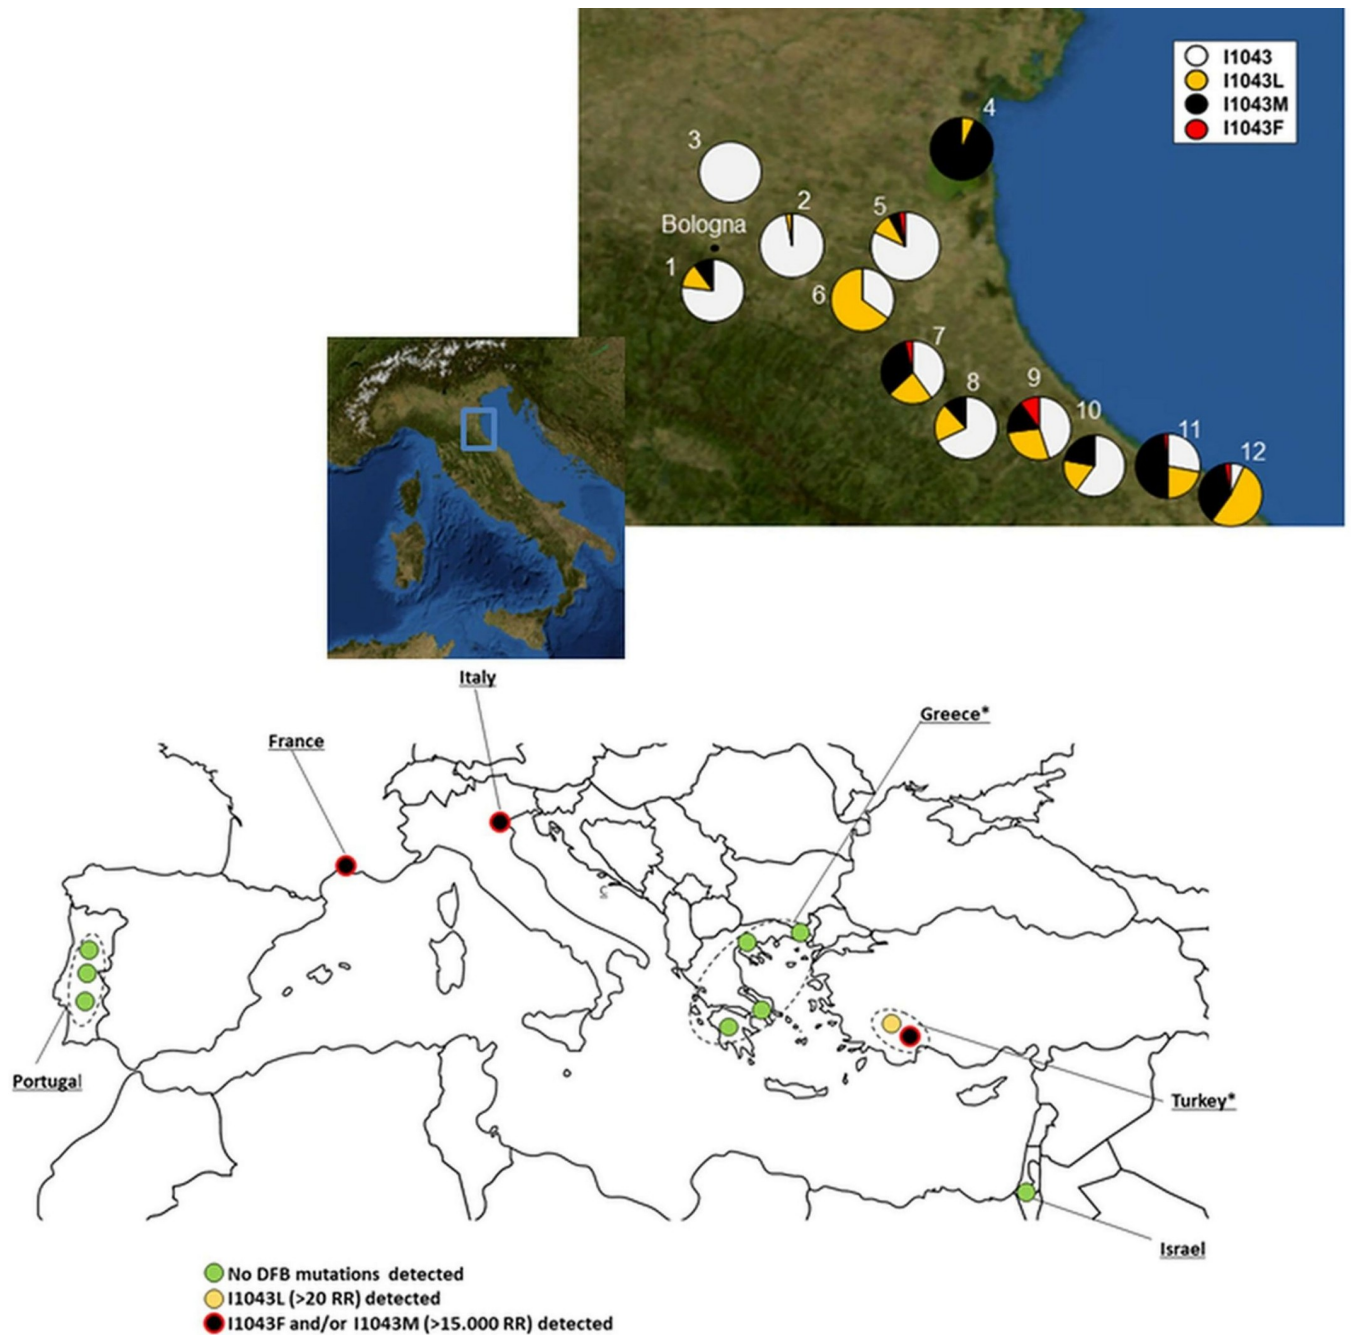 I1043
I1043L
I1043M
I1043F
4
3
2
5
Bologna
1
6
7
8
9
10
11
12
Italy
Greece*
France
Portugal
Turkey*
Israel
No DFB mutations detected
I1043L (>20 RR) detected
I1043F and/or I1043M (>15.000 RR) detected